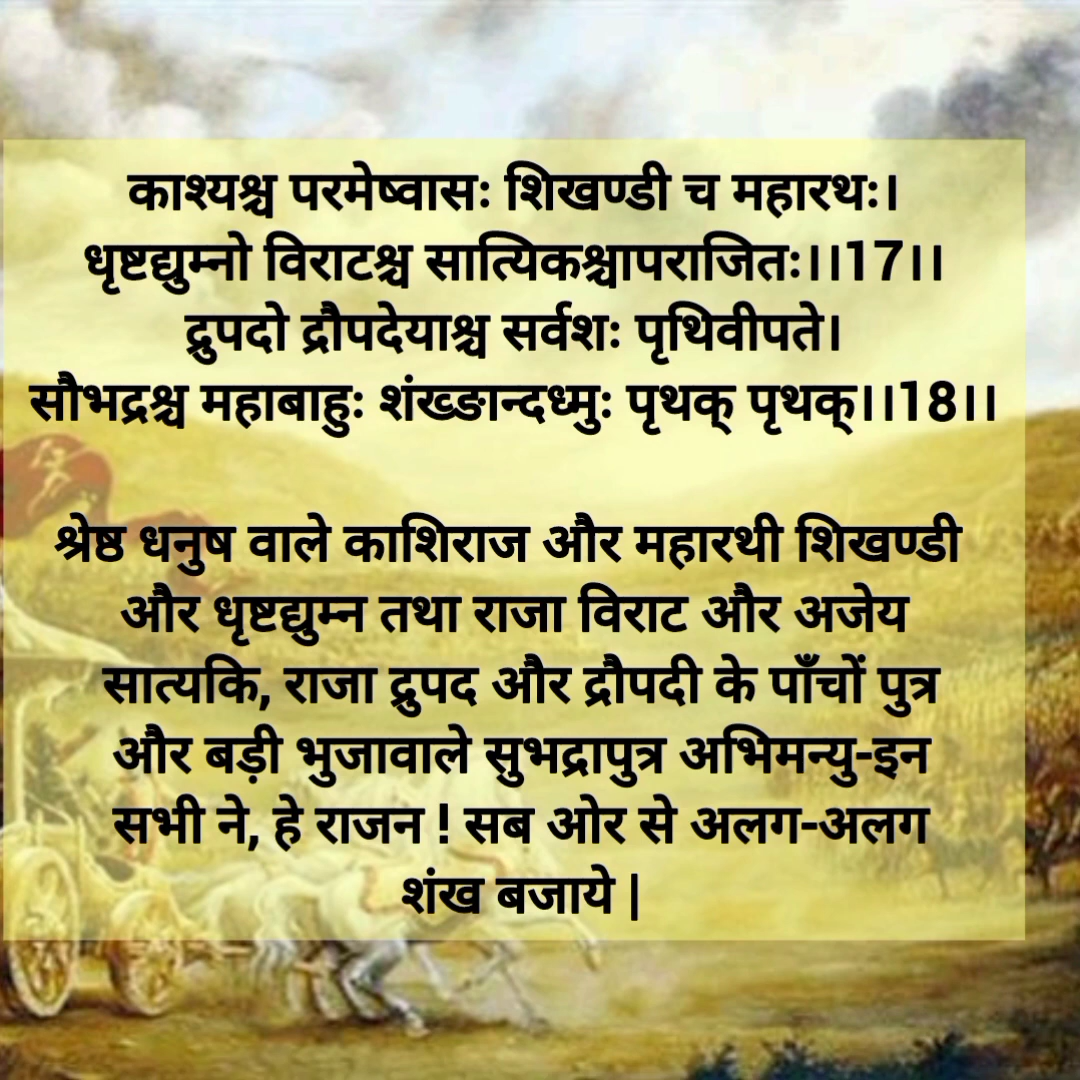 काश्यश्च परमेष्वासः शिखण्डी च महारथः।
धृष्टद्युम्नो विराटश्च सात्यिकश्चापराजितः।।17।।
द्रुपदो द्रौपदेयाश्च सर्वशः पृथिवीपते।
सौभद्रश्च महाबाहुः शंख्ङान्दध्मुः पृथक् पृथक्।।18।।
श्रेष्ठ धनुष वाले काशिराज और महारथी शिखण्डी
और धृष्टद्युम्न तथा राजा विराट और अजेय
सात्यकि, राजा द्रुपद और द्रौपदी के पाँचों पुत्र
और बड़ी भुजावाले सुभद्रापुत्र अभिमन्यु-इन
सभी ने, हे राजन ! सब ओर से अलग-अलग
शंख बजाये |